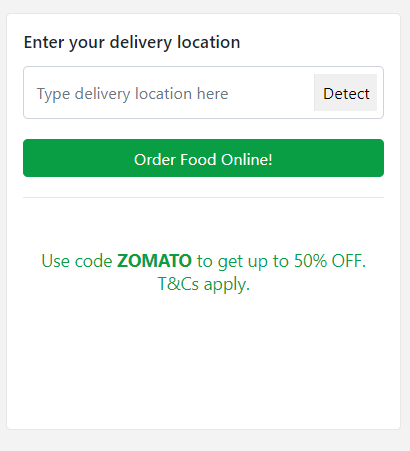 Enter your delivery location
Type delivery location here
Detect
Order Food Online!
Use code ZOMATO to get up to 50% OFF.
T&Cs apply.